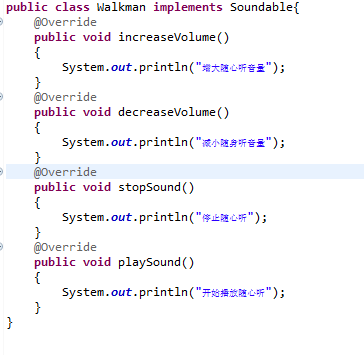 public class Walkman implements Soundable{
@Override
public void increaseVolume()
{
System.out.println("增大随心听音量");
}
@Override
public void decreaseVolume()
{
System.out.println("减小随身听音量");
}
@Override
public void stopSound()
{
System.out.println("停止随心听");
}
@Override
public void playSound()
{
System.out.println("开始播放随心听");
}
}